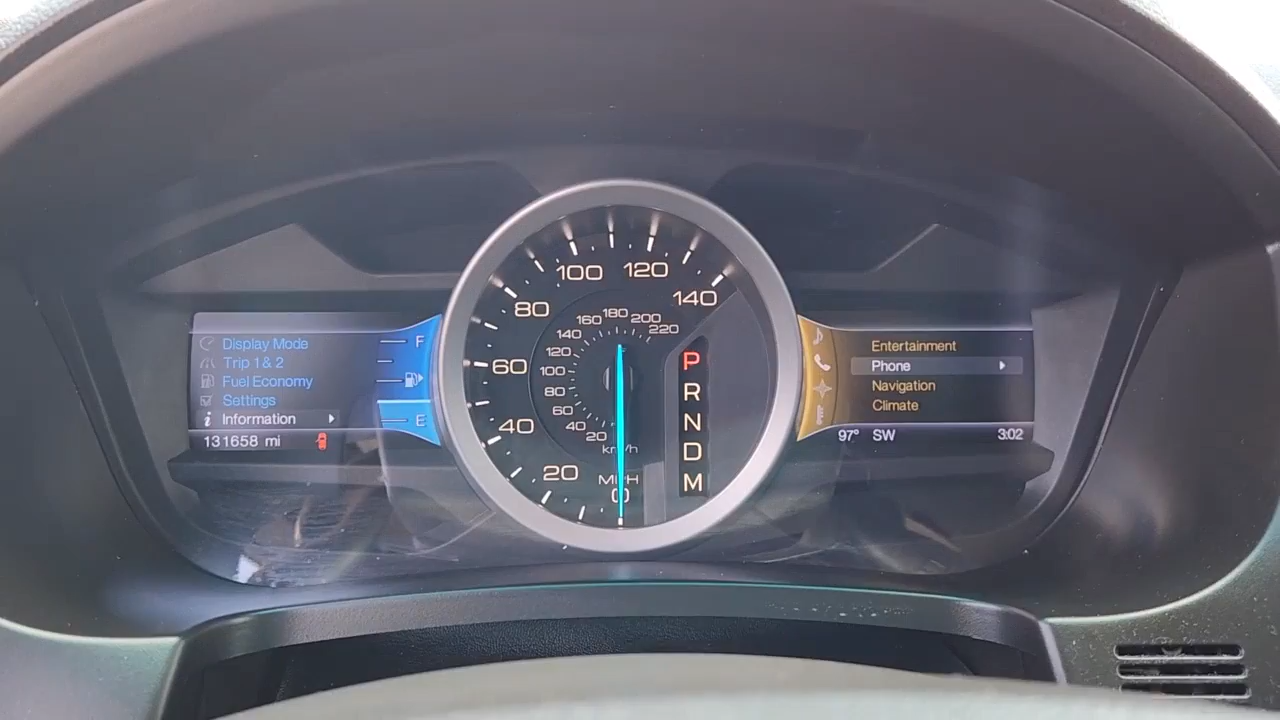 Display Mode
Trip 1 & 2
Fuel Economy
Settings
i Information
131658 mi
F
E
20
40
60
80
100
120
140
20
40
60
80
100
120
140
160
180
200
220
km/h
MPH
0
P
R
N
D
M
Entertainment
Phone
Navigation
Climate
97° SW 3:02